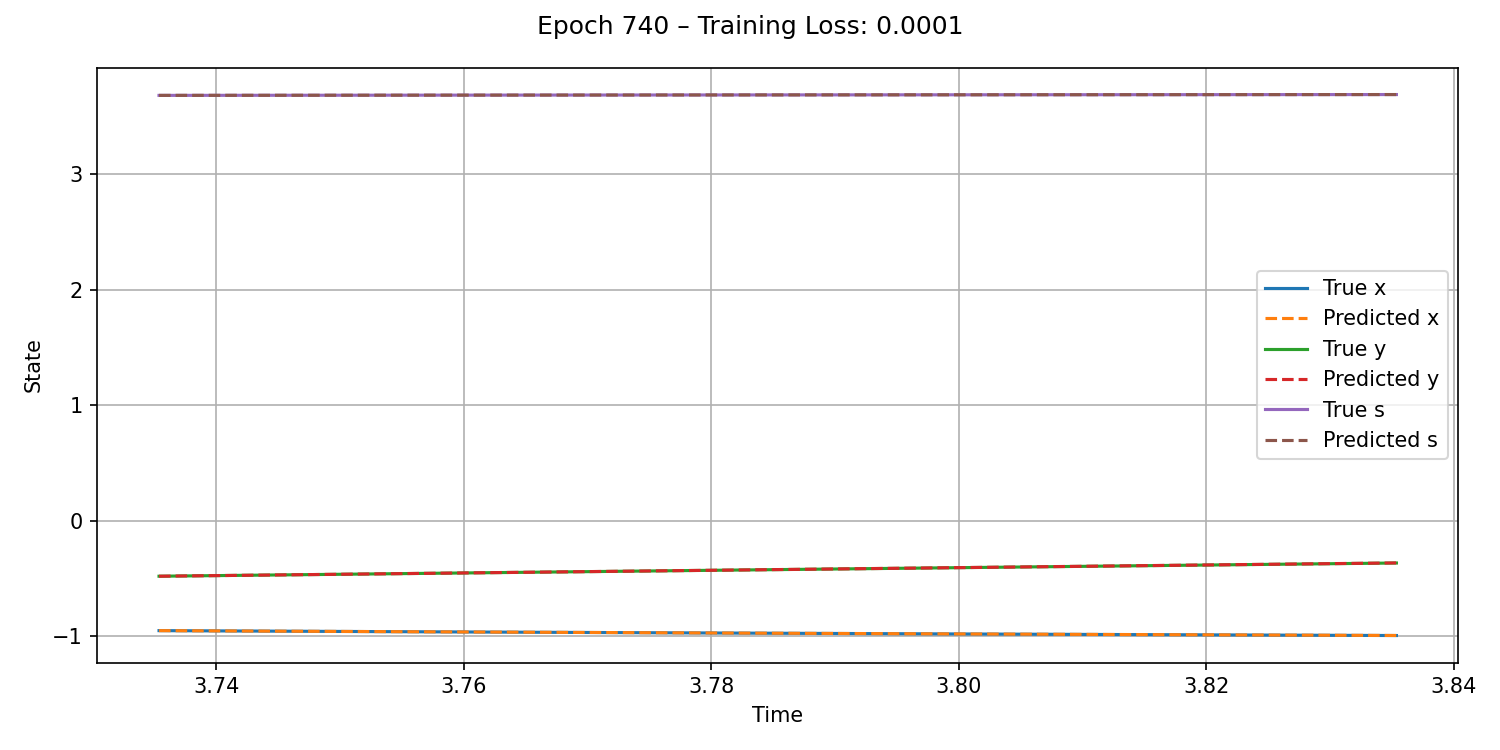 Epoch 740 – Training Loss: 0.0001
State
3
2
1
0
−1
True x
Predicted x
True y
Predicted y
True s
Predicted s
3.74 3.76 3.78 3.80 3.82 3.84
Time